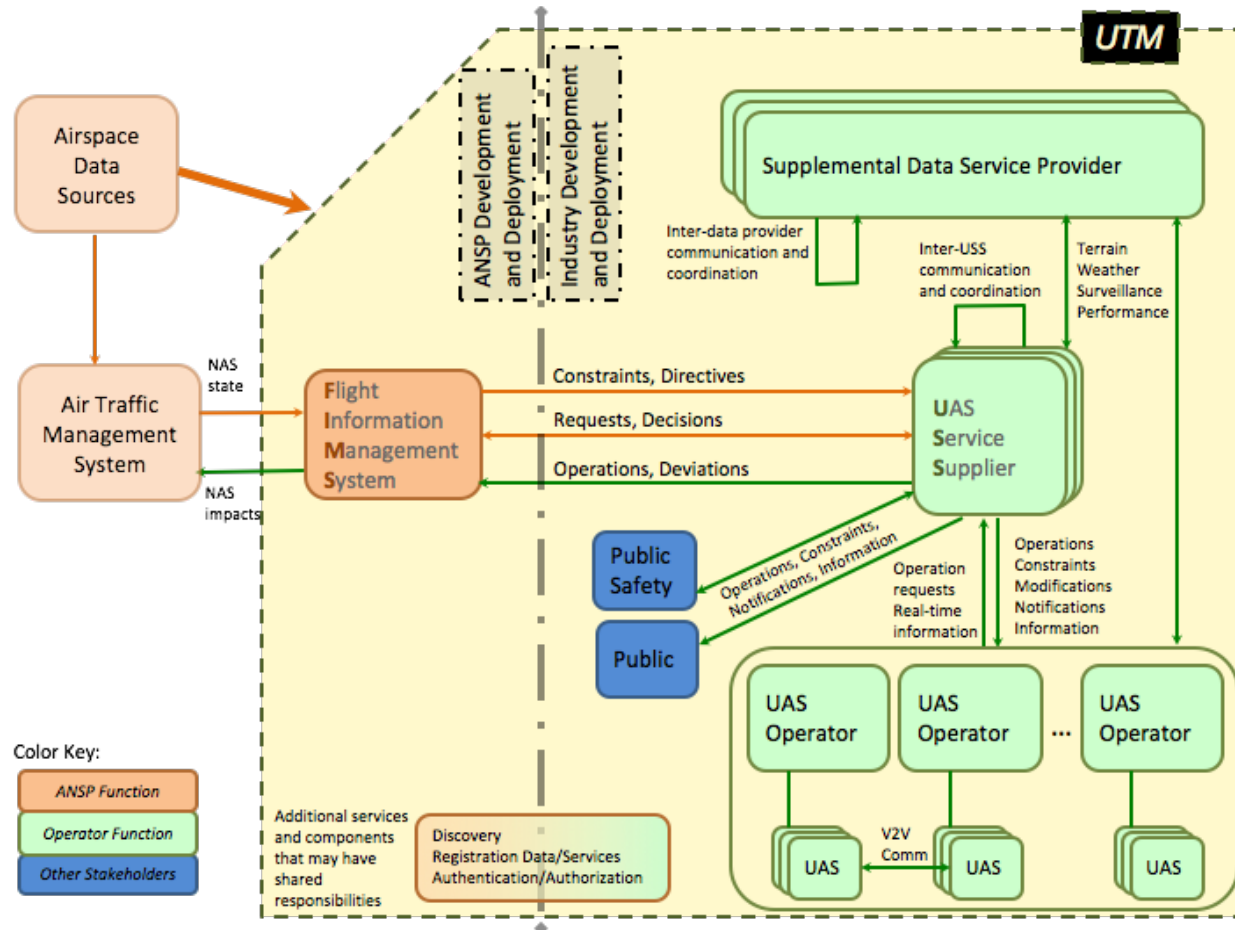 UTM
ANSP Development
and Deployment
Industry Development
and Deployment
Airspace
Data
Sources
Supplemental Data Service Provider
Inter-data provider
communication and
coordination
Inter-USS
communication
and coordination
Terrain
Weather
Surveillance
Performance
NAS
state
Air Traffic
Management
System
NAS
impacts
Flight
Information
Management
System
Constraints, Directives
Requests, Decisions
Operations, Deviations
UAS
Service
Supplier
Public
Safety
Public
Operations, Constraints,
Notifications, Information
Operation
requests
Real-time
information
Operations
Constraints
Modifications
Notifications
Information
UAS
Operator
UAS
Operator
...
UAS
Operator
UAS
V2V
Comm
UAS
UAS
Color Key:
ANSP Function
Operator Function
Other Stakeholders
Additional services
and components
that may have
shared
responsibilities
Discovery
Registration Data/Services
Authentication/Authorization